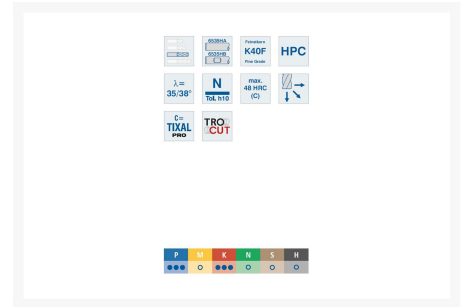 6535HA
6535HB
Feinstkorn
K40F
Fine Grade
HPC
λ=
35/38°
N
Tol. h10
max.
48 HRC
(C)
C=
TIXAL
PRO
TRO
CUT
P M K N S H